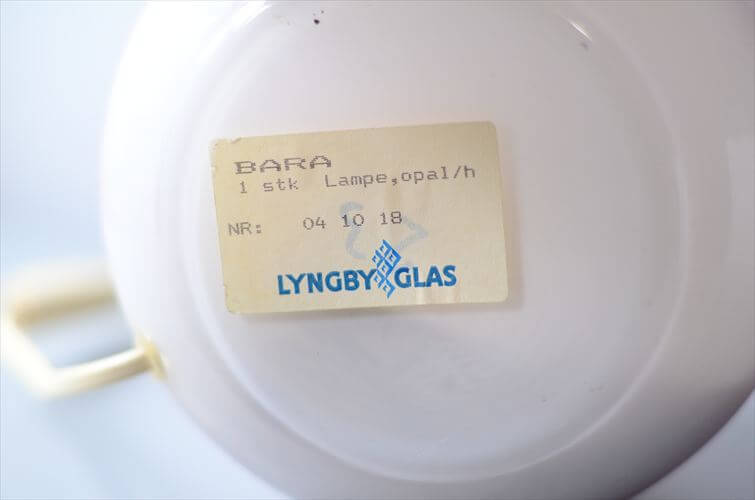 BARA
1 stk Lampe,opal/h
NR: 04 10 18
LYNGBY GLAS